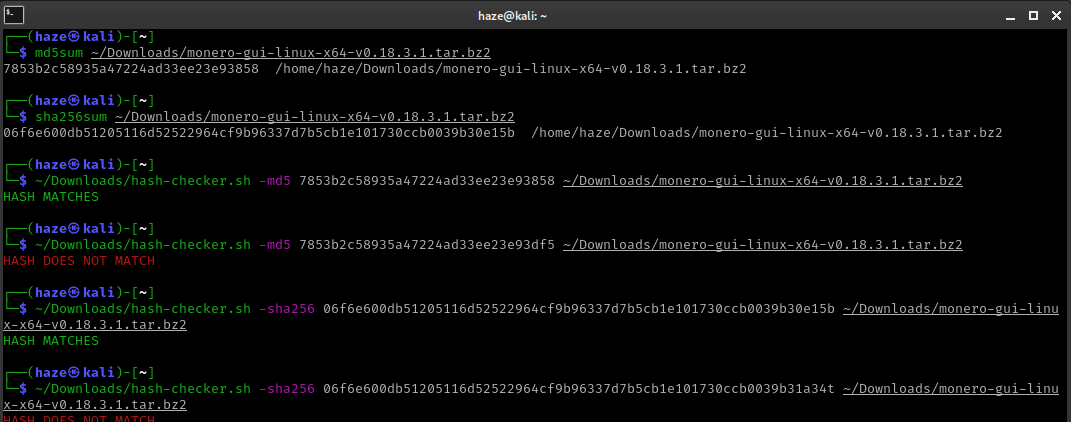 haze@kali: ~
┌──(haze㉿kali)-[~]
└─$ md5sum ~/Downloads/monero-gui-linux-x64-v0.18.3.1.tar.bz2
7853b2c58935a47224ad33ee23e93858  /home/haze/Downloads/monero-gui-linux-x64-v0.18.3.1.tar.bz2
┌──(haze㉿kali)-[~]
└─$ sha256sum ~/Downloads/monero-gui-linux-x64-v0.18.3.1.tar.bz2
06f6e600db51205116d52522964cf9b96337d7b5cb1e101730ccb0039b30e15b  /home/haze/Downloads/monero-gui-linux-x64-v0.18.3.1.tar.bz2
┌──(haze㉿kali)-[~]
└─$ ~/Downloads/hash-checker.sh -md5 7853b2c58935a47224ad33ee23e93858 ~/Downloads/monero-gui-linux-x64-v0.18.3.1.tar.bz2
HASH MATCHES
┌──(haze㉿kali)-[~]
└─$ ~/Downloads/hash-checker.sh -md5 7853b2c58935a47224ad33ee23e93df5 ~/Downloads/monero-gui-linux-x64-v0.18.3.1.tar.bz2
HASH DOES NOT MATCH
┌──(haze㉿kali)-[~]
└─$ ~/Downloads/hash-checker.sh -sha256 06f6e600db51205116d52522964cf9b96337d7b5cb1e101730ccb0039b30e15b ~/Downloads/monero-gui-linu
x-x64-v0.18.3.1.tar.bz2
HASH MATCHES
┌──(haze㉿kali)-[~]
└─$ ~/Downloads/hash-checker.sh -sha256 06f6e600db51205116d52522964cf9b96337d7b5cb1e101730ccb0039b31a34t ~/Downloads/monero-gui-linu
x-x64-v0.18.3.1.tar.bz2
HASH DOES NOT MATCH